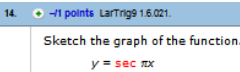 14. -/1 points LarTrig9 1.6.021.
Sketch the graph of the function.
y = sec πx